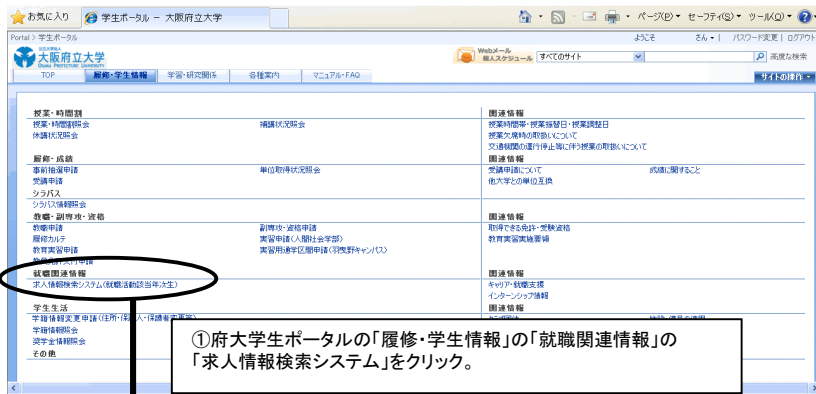 お気に入り 学生ポータル － 大阪府立大学 ページ(P) セーフティ(S) ツール(O)
Portal > 学生ポータル ようこそ さん | パスワード変更 | ログアウト
大阪府立大学 Webメール 個人スケジュール すべてのサイト 高度な検索
TOP 履修・学生情報 学習・研究関係 各種案内 マニュアル・FAQ サイトの操作
授業・時間割 関連情報
授業・時間割照会 補講状況照会 授業時間帯・授業振替日・授業調整日
休講状況照会 授業欠席時の取扱いについて
交通機関の運行停止等に伴う授業の取扱いについて
履修・成績 関連情報
事前抽選申請 単位取得状況照会 受講申請について 成績に関すること
受講申請 他大学との単位互換
シラバス
シラバス情報照会
教職・副専攻・資格 関連情報
教職申請 副専攻・資格申請 取得できる免許・受験資格
履修カルテ 実習申請(人間社会学部) 教育実習実施要領
教育実習申請 実習用通学区間申請(羽曳野キャンパス)
就職関連情報 関連情報
求人情報検索システム(就職活動該当年次生) キャリア・就職支援
インターンシップ情報
学生生活 関連情報
学籍情報変更申請(住所・保
学籍情報照会
奨学金情報照会
その他
①府大学生ポータルの「履修・学生情報」の「就職関連情報」の
「求人情報検索システム」をクリック。